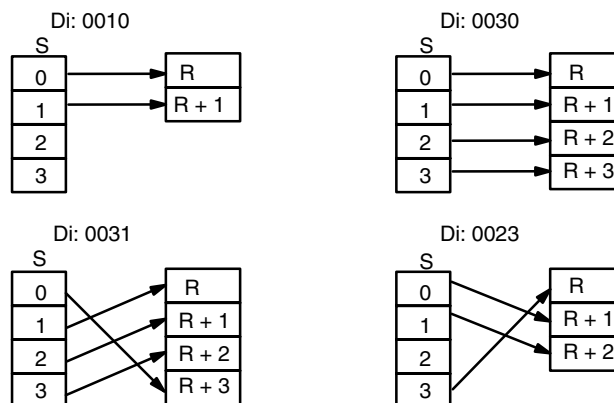 Di: 0010
S
0
1
2
3
R
R + 1
Di: 0030
S
0
1
2
3
R
R + 1
R + 2
R + 3
Di: 0031
S
0
1
2
3
R
R + 1
R + 2
R + 3
Di: 0023
S
0
1
2
3
R
R + 1
R + 2